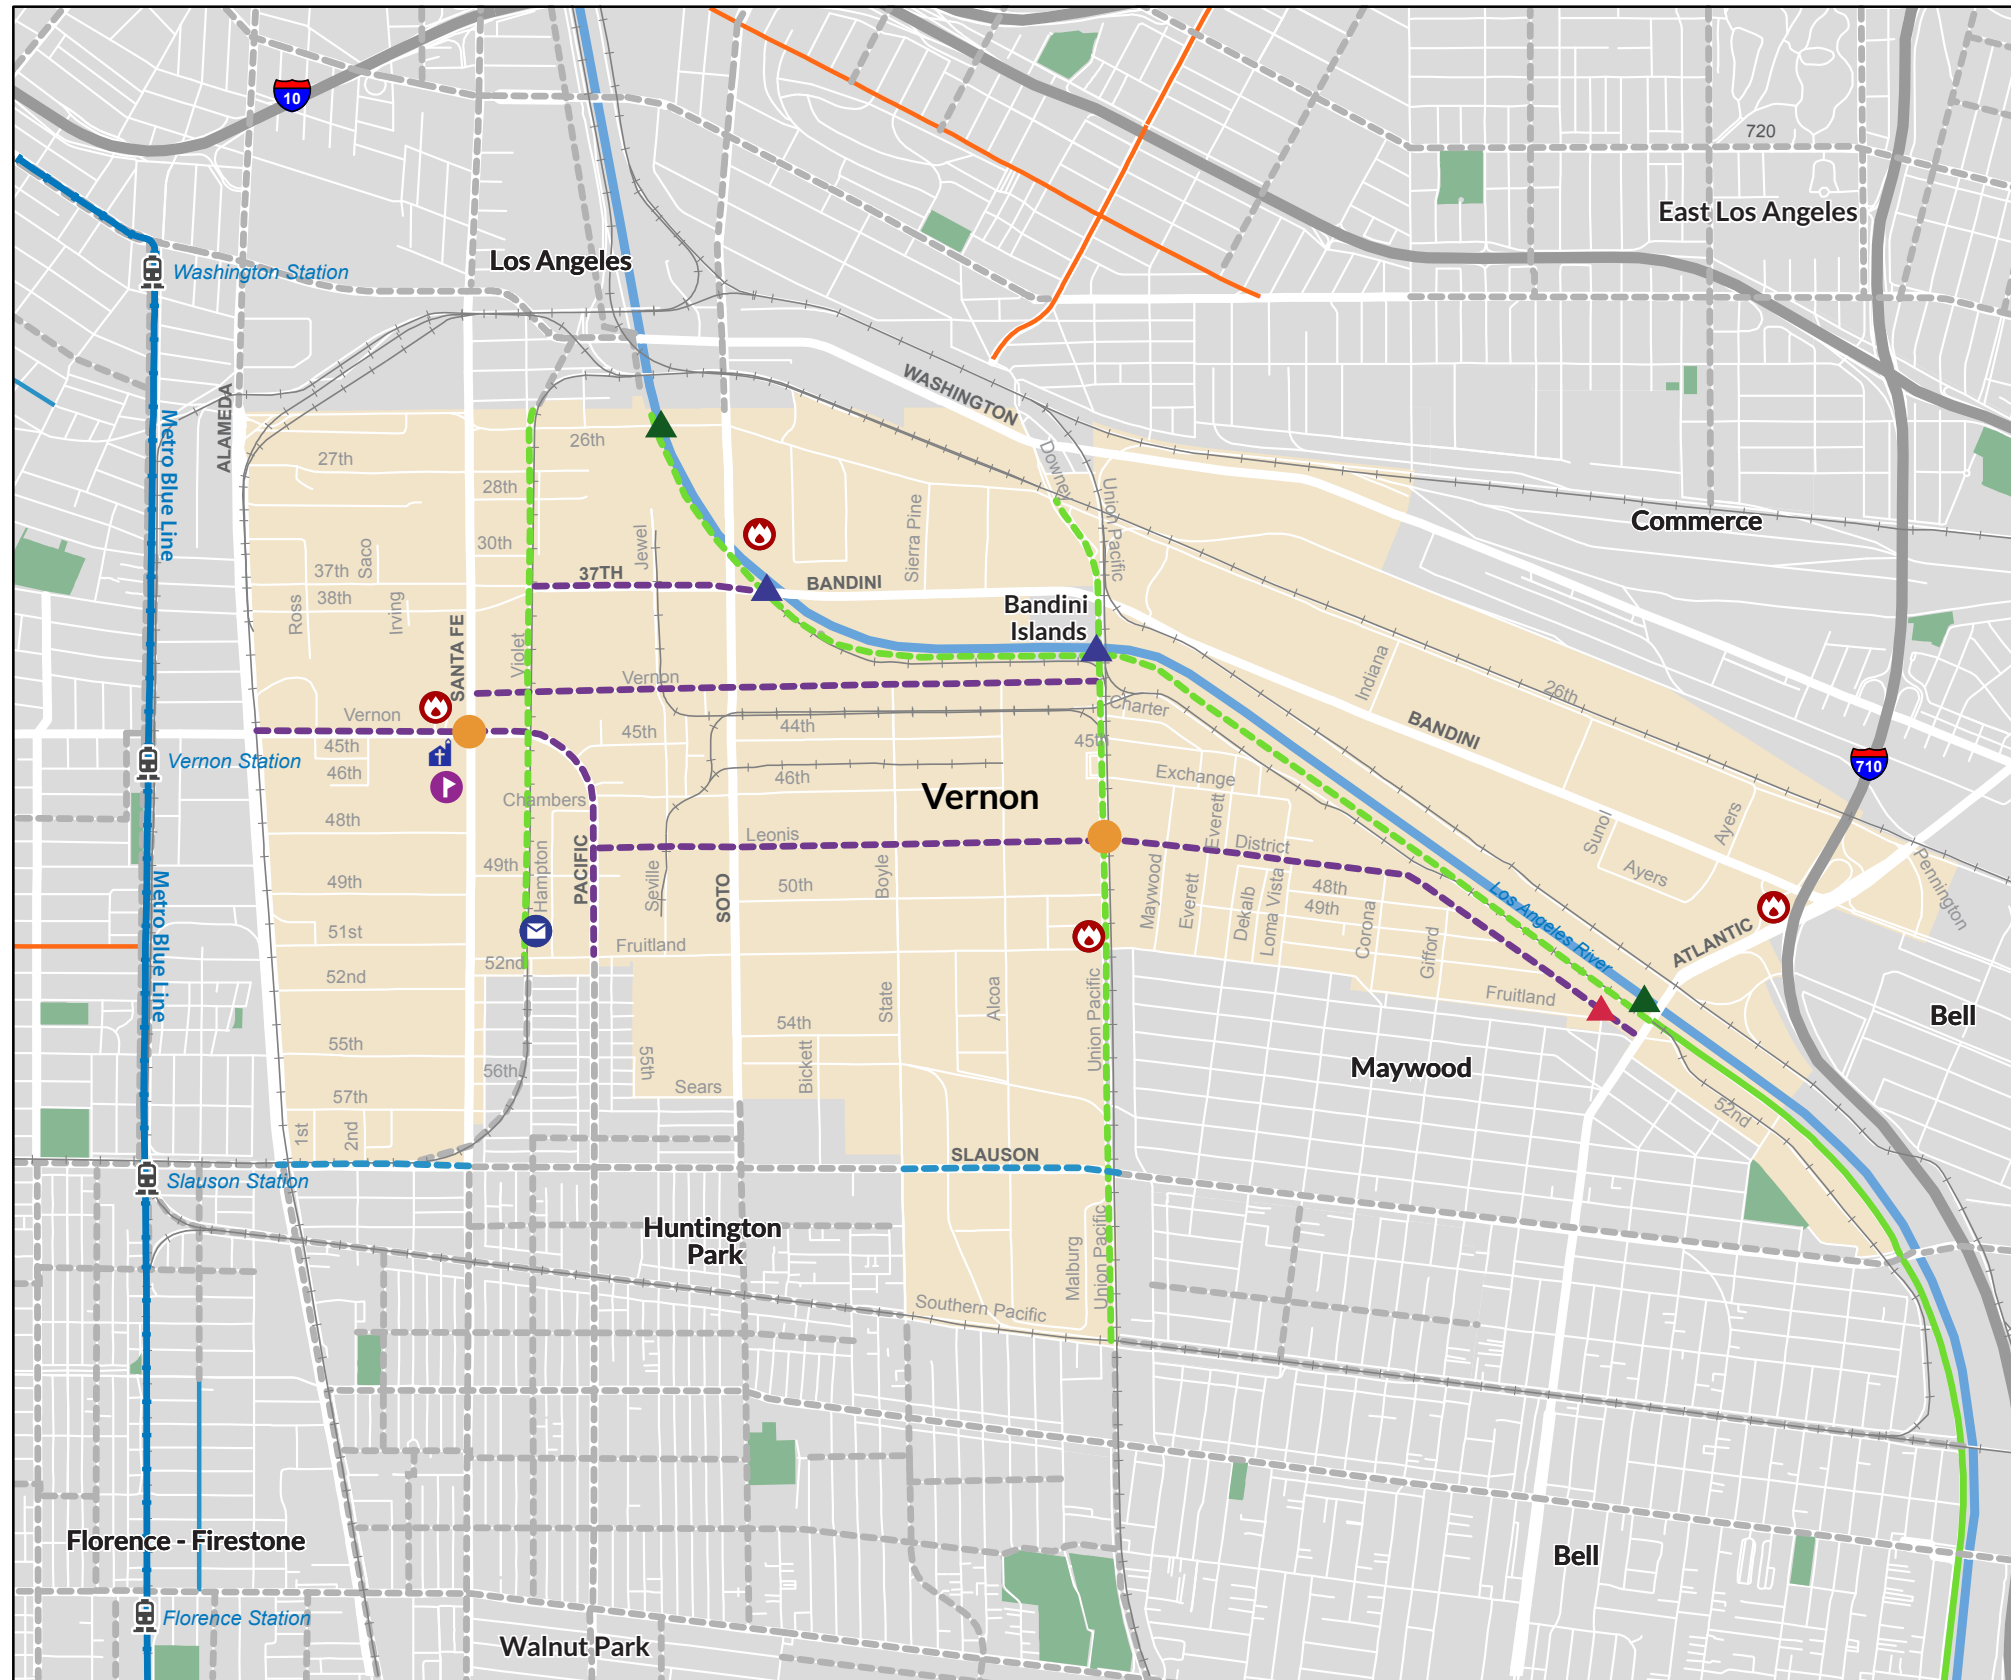 10
720
East Los Angeles
Los Angeles
Washington Station
WASHINGTON
ALAMEDA
Metro Blue Line
26th
27th
28th
Downey
Union Pacific
Sierra Pine
Commerce
30th
Saco
Jewel
37th
37TH
BANDINI
38th
Ross
Irving
Bandini
Islands
SANTA FE
Violet
Vernon
Indiana
26th
Vernon
Charter
BANDINI
45th
45th
44th
45th
Vernon Station
46th
46th
Exchange
710
Chambers
Vernon
Everett
48th
Leonis
District
Sunol
Ayers
PACIFIC
49th
Hampton
Seville
SOTO
Boyle
Maywood
Everett
Dekalb
Loma Vista
48th
49th
Ayers
Pennington
49th
50th
Metro Blue Line
Corona
Gifford
Los Angeles River
ATLANTIC
51st
Fruitland
52nd
52nd
State
Alcoa
Union Pacific
Fruitland
Bell
54th
55th
55th
56th
Bickett
Sears
Maywood
57th
52nd
1st
2nd
SLAUSON
Slauson Station
Huntington
Park
Malburg
Union Pacific
Southern Pacific
Florence - Firestone
Bell
Florence Station
Walnut Park